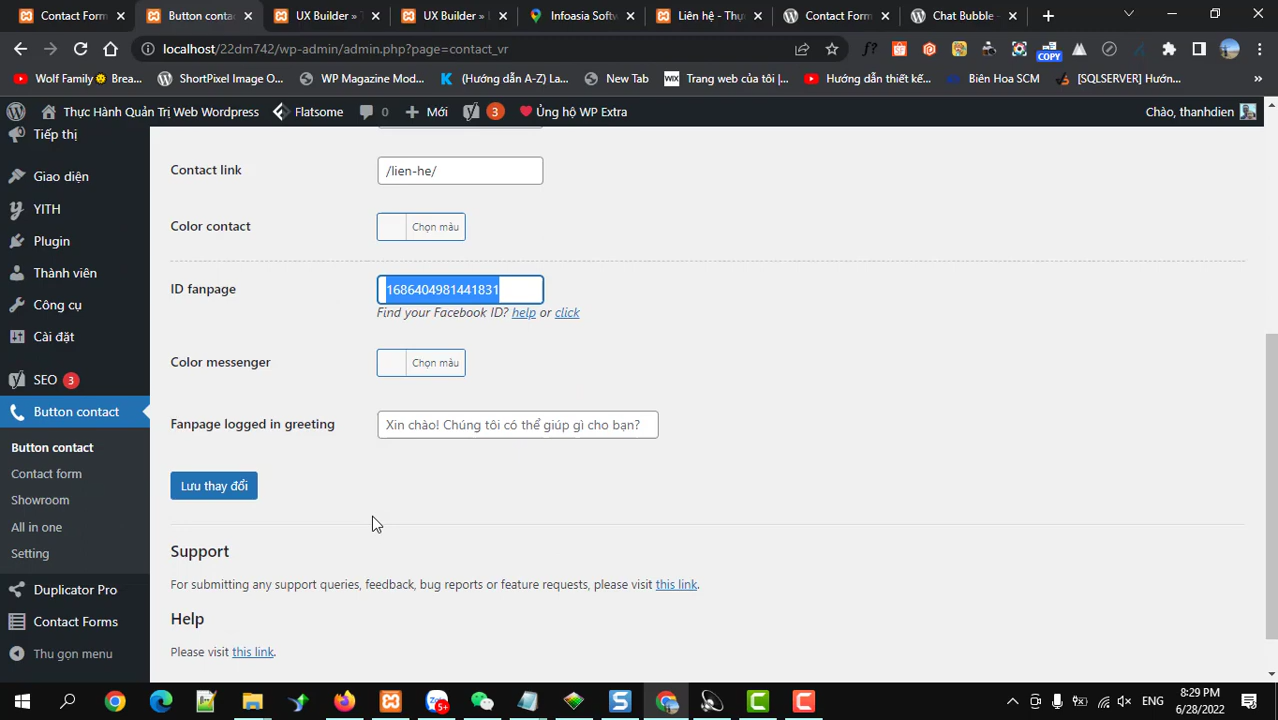 Contact Form
Button contac
UX Builder » T
UX Builder » L
Infoasia Softw
Liên hệ - Thực
Contact Form
Chat Bubble -
localhost/22dm742/wp-admin/admin.php?page=contact_vr
COPY
Wolf Family Brea...
ShortPixel Image O...
WP Magazine Mod...
(Hướng dẫn A-Z) La...
New Tab
WIX Trang web của tôi |...
Hướng dẫn thiết kế...
Biên Hoa SCM
[SQLSERVER] Hướn...
»
Thực Hành Quản Trị Web Wordpress
Flatsome
0
Mới
3
Ủng hộ WP Extra
Chào, thanhdien
Tiếp thị
Giao diện
YITH
Plugin
Thành viên
Công cụ
Cài đặt
SEO 3
Button contact
Button contact
Contact form
Showroom
All in one
Setting
Duplicator Pro
Contact Forms
Thu gọn menu
Contact link
/lien-he/
Color contact
Chọn màu
ID fanpage
1686404981441831
Find your Facebook ID? help or click
Color messenger
Chọn màu
Fanpage logged in greeting
Xin chào! Chúng tôi có thể giúp gì cho bạn?
Lưu thay đổi
Support
For submitting any support queries, feedback, bug reports or feature requests, please visit this link.
Help
Please visit this link.
5+
ENG
8:29 PM
6/28/2022